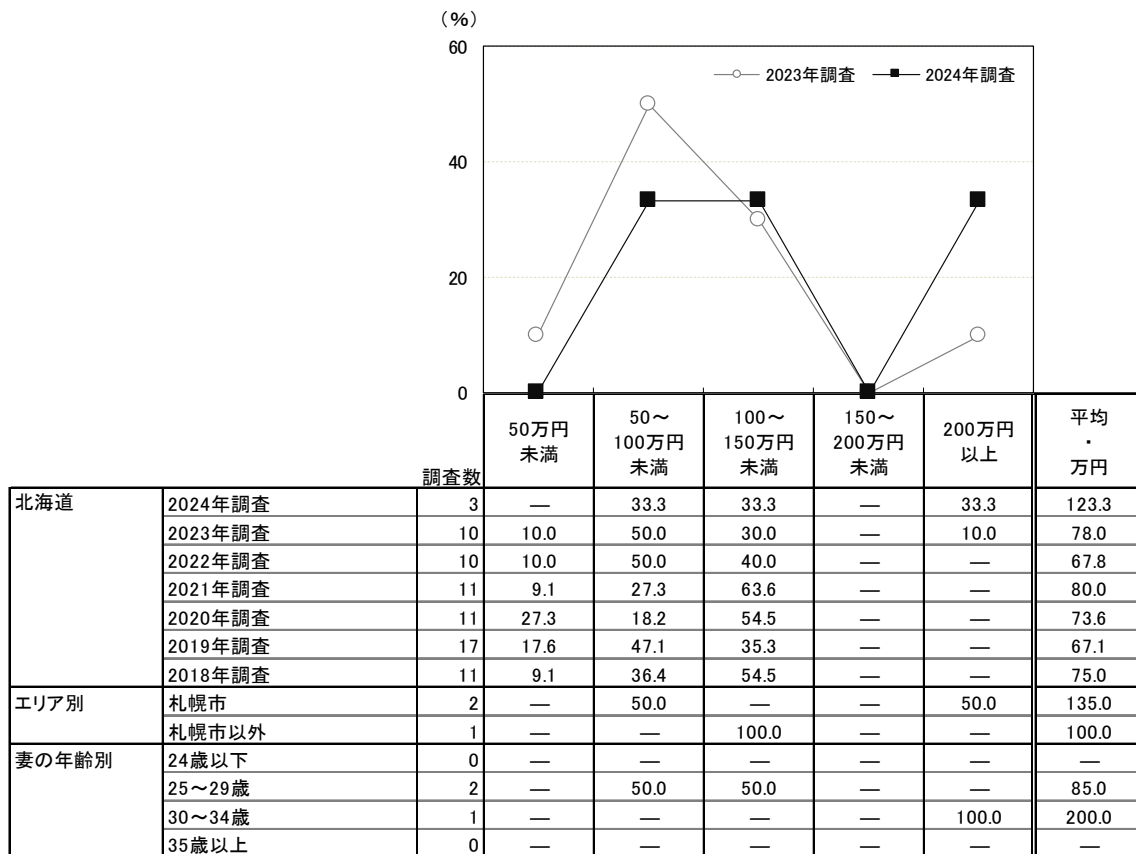 （%）
60
40
20
0
2023年調査 2024年調査
調査数
50万円
未満
50～
100万円
未満
100～
150万円
未満
150～
200万円
未満
200万円
以上
平均
・
万円
北海道 2024年調査 3 — 33.3 33.3 — 33.3 123.3
2023年調査 10 10.0 50.0 30.0 — 10.0 78.0
2022年調査 10 10.0 50.0 40.0 — — 67.8
2021年調査 11 9.1 27.3 63.6 — — 80.0
2020年調査 11 27.3 18.2 54.5 — — 73.6
2019年調査 17 17.6 47.1 35.3 — — 67.1
2018年調査 11 9.1 36.4 54.5 — — 75.0
エリア別 札幌市 2 — 50.0 — — 50.0 135.0
札幌市以外 1 — — 100.0 — — 100.0
妻の年齢別 24歳以下 0 — — — — — —
25～29歳 2 — 50.0 50.0 — — 85.0
30～34歳 1 — — — — 100.0 200.0
35歳以上 0 — — — — — —